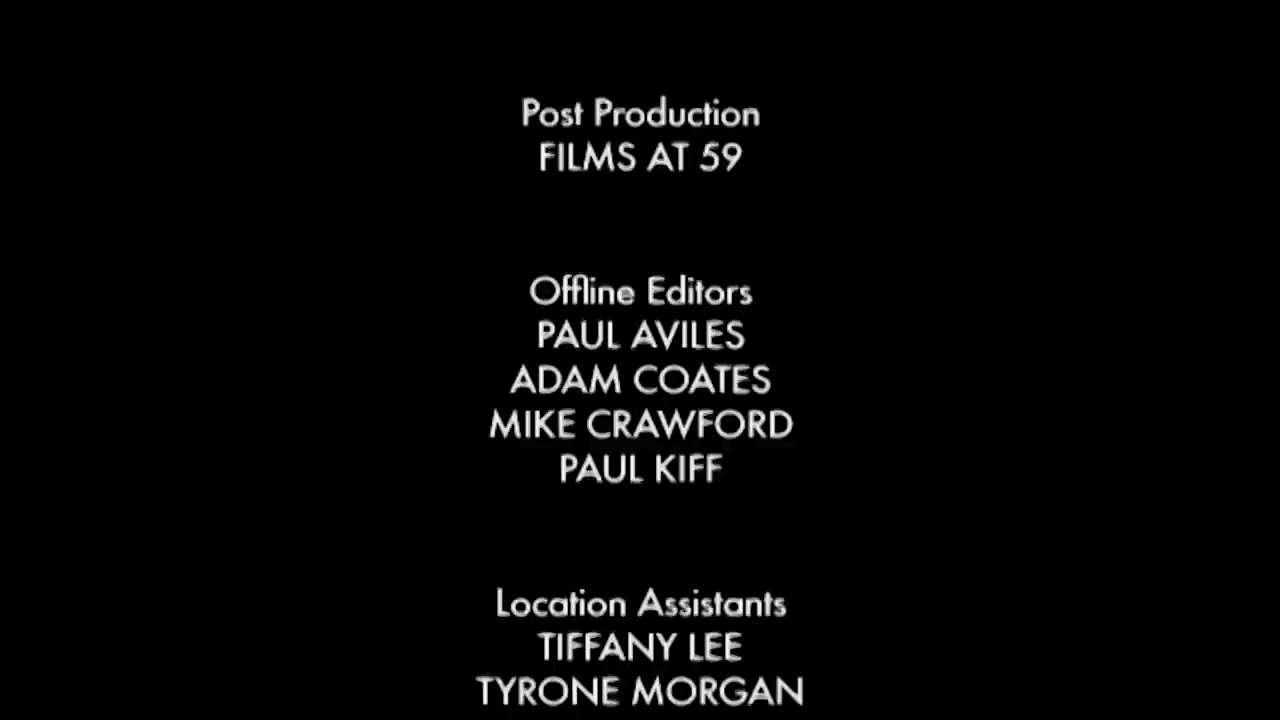 Post Production
FILMS AT 59
Offline Editors
PAUL AVILES
ADAM COATES
MIKE CRAWFORD
PAUL KIFF
Location Assistants
TIFFANY LEE
TYRONE MORGAN